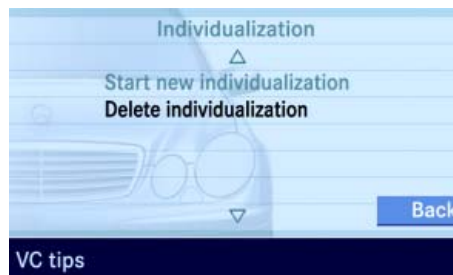 Individualization
Start new individualization
Delete individualization
Back
VC tips